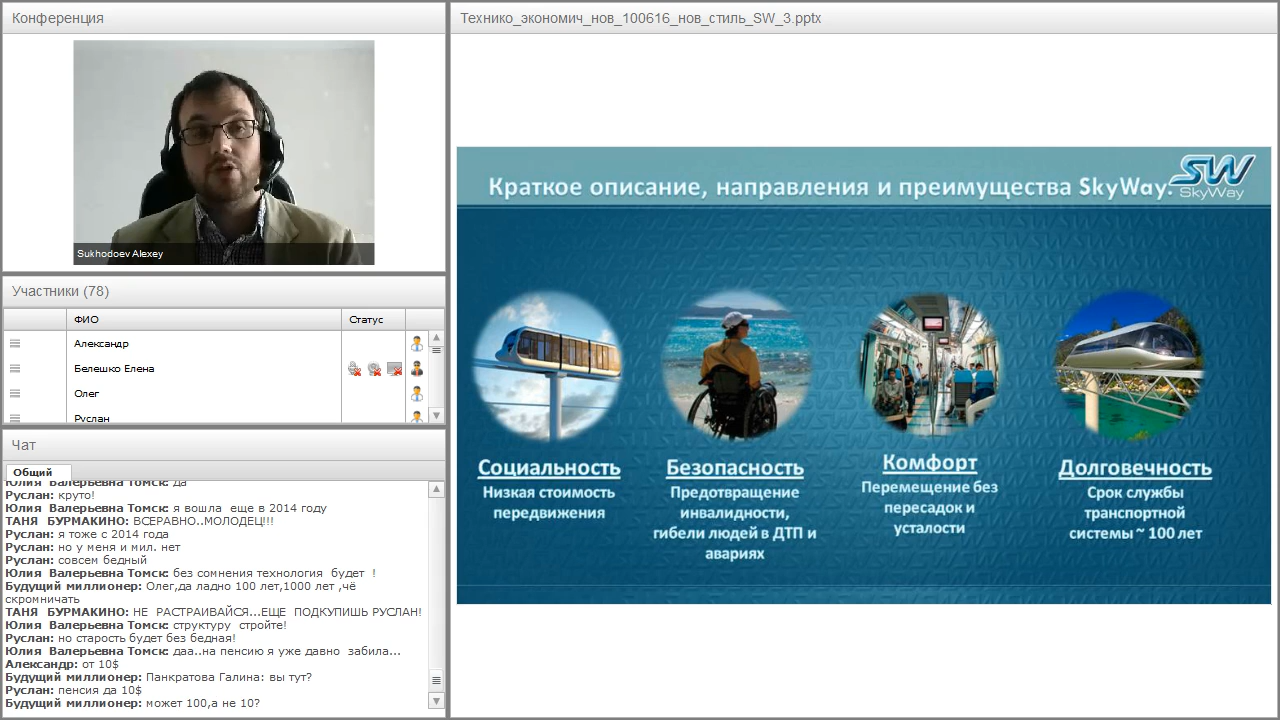 Конференция
Sukhodoev Alexey
Участники (78)
ФИО
Статус
Александр
Белешко Елена
Олег
Руслан
Чат
Общий
Юлия Валерьевна Томск: да
Руслан: круто!
Юлия Валерьевна Томск: я вошла еще в 2014 году
ТАНЯ БУРМАКИНО: ВСЕРАВНО..МОЛОДЕЦ!!!
Руслан: я тоже с 2014 года
Руслан: но у меня и мил. нет
Руслан: совсем бедный
Юлия Валерьевна Томск: без сомнения технология будет !
Будущий миллионер: Олег,да ладно 100 лет,1000 лет ,чё
скромничать
ТАНЯ БУРМАКИНО: НЕ РАСТРАИВАЙСЯ...ЕЩЕ ПОДКУПИШЬ РУСЛАН!
Юлия Валерьевна Томск: структуру стройте!
Руслан: но старость будет без бедная!
Юлия Валерьевна Томск: даа..на пенсию я уже давно забила...
Александр: от 10$
Будущий миллионер: Панкратова Галина: вы тут?
Руслан: пенсия да 10$
Будущий миллионер: может 100,а не 10?
Технико_экономич_нов_100616_нов_стиль_SW_3.pptx
Краткое описание, направления и преимущества SkyWay.
SW
SkyWay
Социальность
Низкая стоимость
передвижения
Безопасность
Предотвращение
инвалидности,
гибели людей в ДТП и
авариях
Комфорт
Перемещение без
пересадок и
усталости
Долговечность
Срок службы
транспортной
системы ~ 100 лет